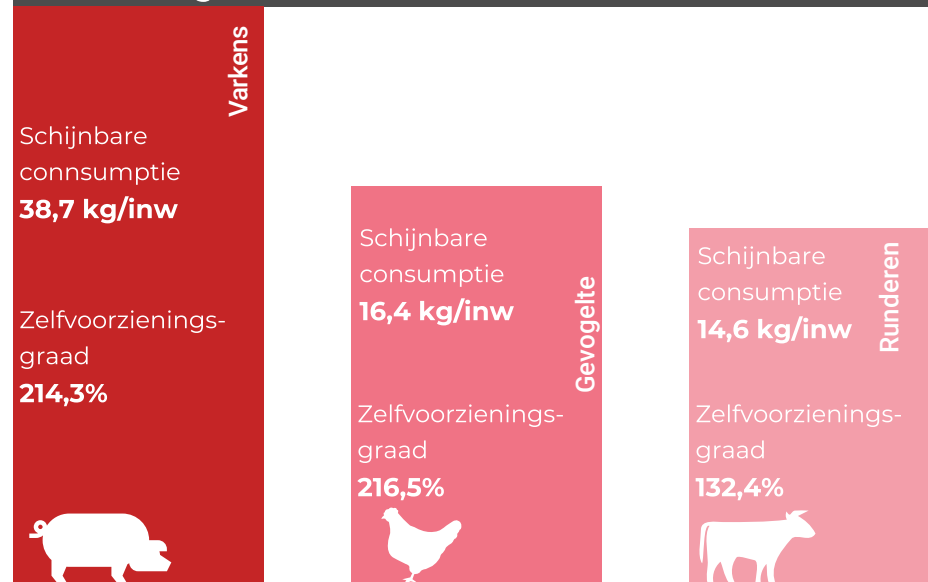 Varkens
Schijnbare
connsumptie
38,7 kg/inw
Zelfvoorzienings-
graad
214,3%
Schijnbare
consumptie
16,4 kg/inw
Gevogelte
Zelfvoorzienings-
graad
216,5%
Schijnbare
consumptie
14,6 kg/inw
Runderen
Zelfvoorzienings-
graad
132,4%